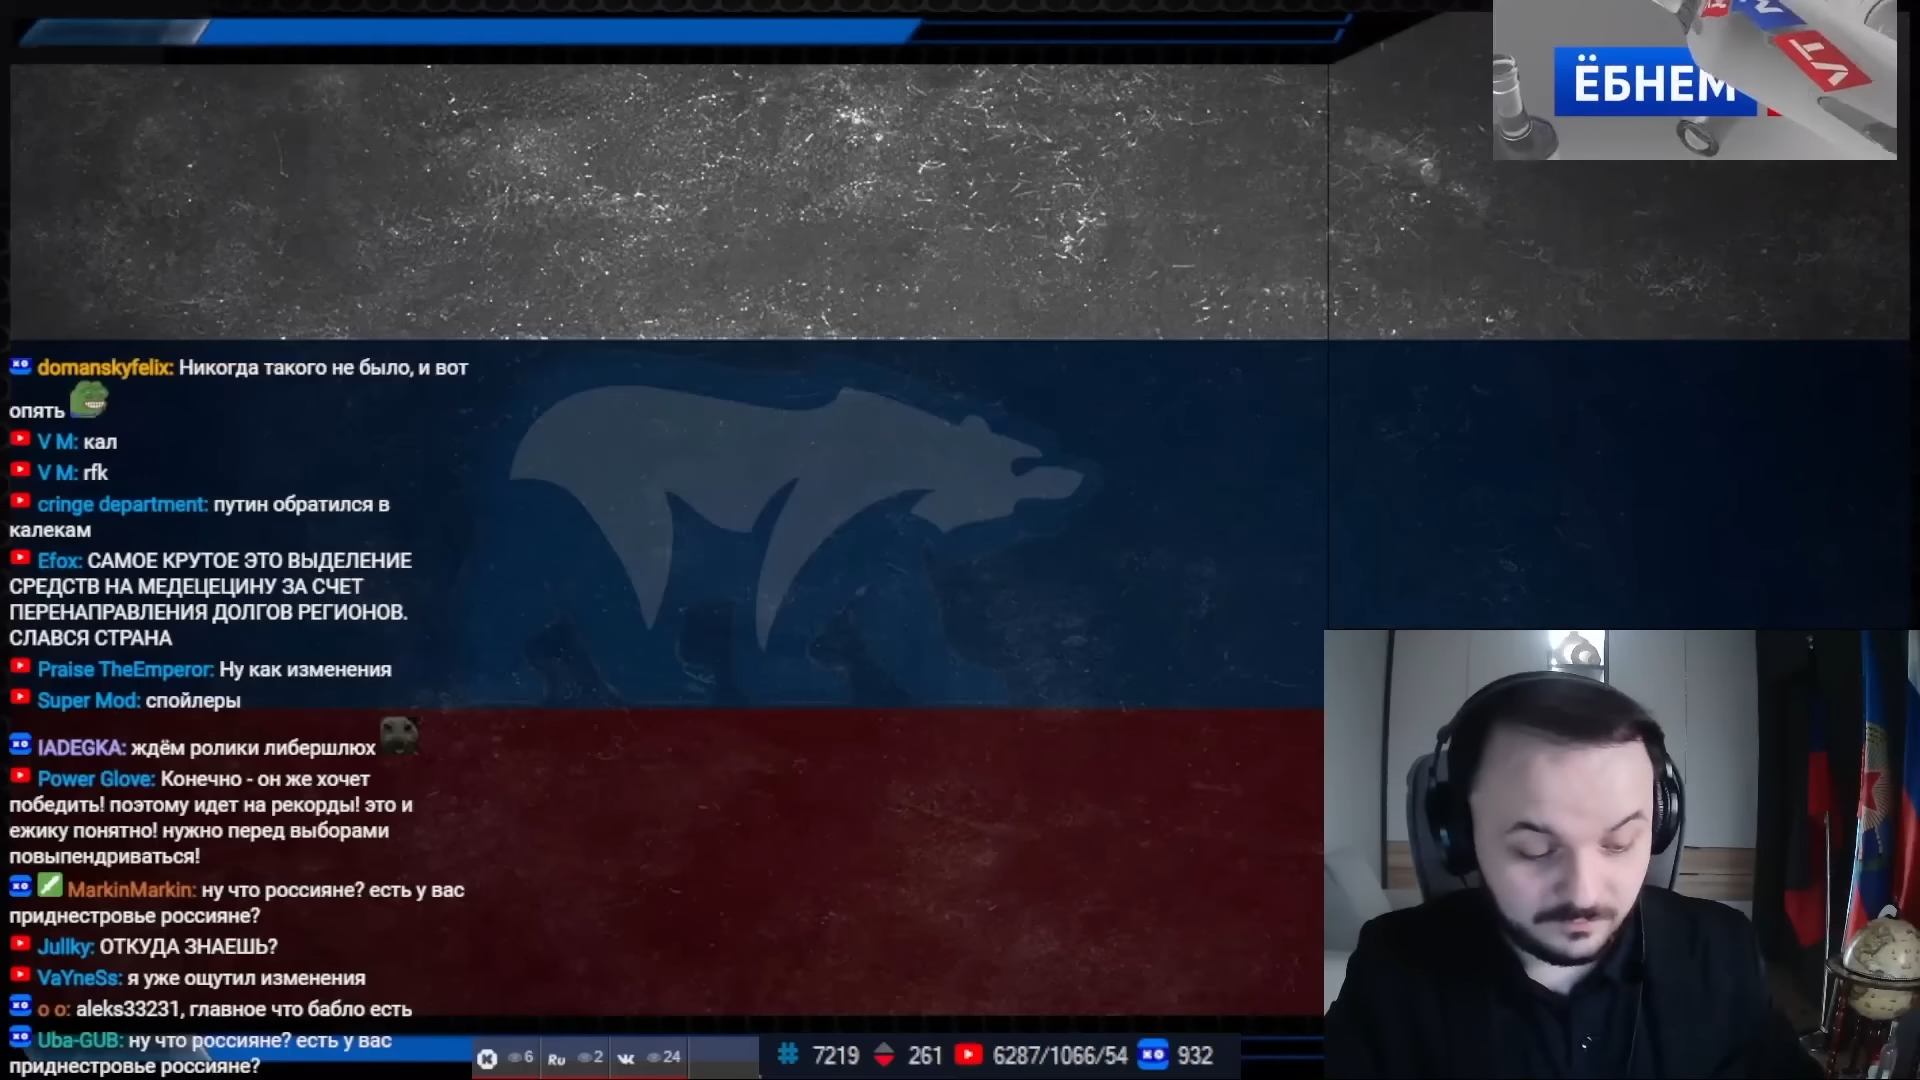 ЁБНЕМ
domanskyfelix: Никогда такого не было, и вот
опять
V M: кал
V M: rfk
cringe department: путин обратился в
калекам
Efox: САМОЕ КРУТОЕ ЭТО ВЫДЕЛЕНИЕ
СРЕДСТВ НА МЕДЕЦЕЦИНУ ЗА СЧЕТ
ПЕРЕНАПРАВЛЕНИЯ ДОЛГОВ РЕГИОНОВ.
СЛАВСЯ СТРАНА
Praise TheEmperor: Ну как изменения
Super Mod: спойлеры
IADEGKA: ждём ролики либершлюх
Power Glove: Конечно - он же хочет
победить! поэтому идет на рекорды! это и
ежику понятно! нужно перед выборами
повыпендриваться!
MarkinMarkin: ну что россияне? есть у вас
приднестровье россияне?
Jullky: ОТКУДА ЗНАЕШЬ?
VaYneSs: я уже ощутил изменения
o o: aleks33231, главное что бабло есть
Uba-GUB: ну что россияне? есть у вас
приднестровье россияне?
6 Ru 2 24 # 7219 261 6287/1066/54 932